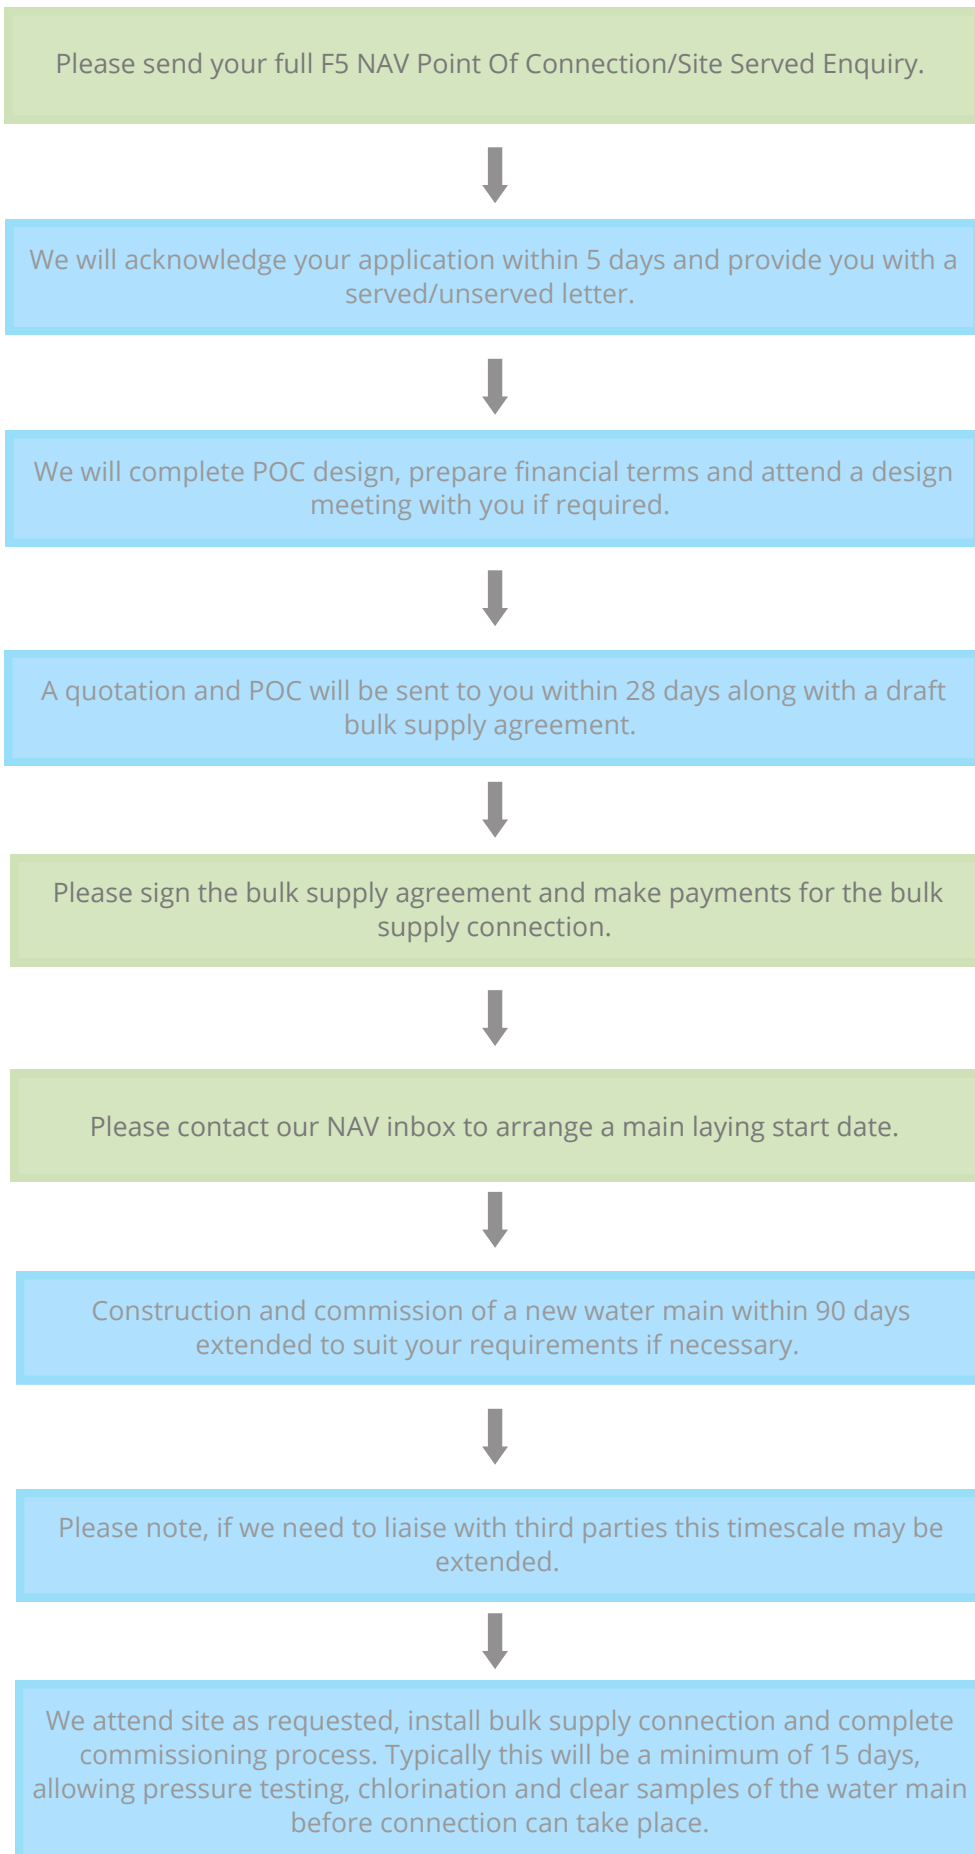 Please send your full F5 NAV Point Of Connection/Site Served Enquiry.
We will acknowledge your application within 5 days and provide you with a
served/unserved letter.
We will complete POC design, prepare financial terms and attend a design
meeting with you if required.
A quotation and POC will be sent to you within 28 days along with a draft
bulk supply agreement.
Please sign the bulk supply agreement and make payments for the bulk
supply connection.
Please contact our NAV inbox to arrange a main laying start date.
Construction and commission of a new water main within 90 days
extended to suit your requirements if necessary.
Please note, if we need to liaise with third parties this timescale may be
extended.
We attend site as requested, install bulk supply connection and complete
commissioning process. Typically this will be a minimum of 15 days,
allowing pressure testing, chlorination and clear samples of the water main
before connection can take place.